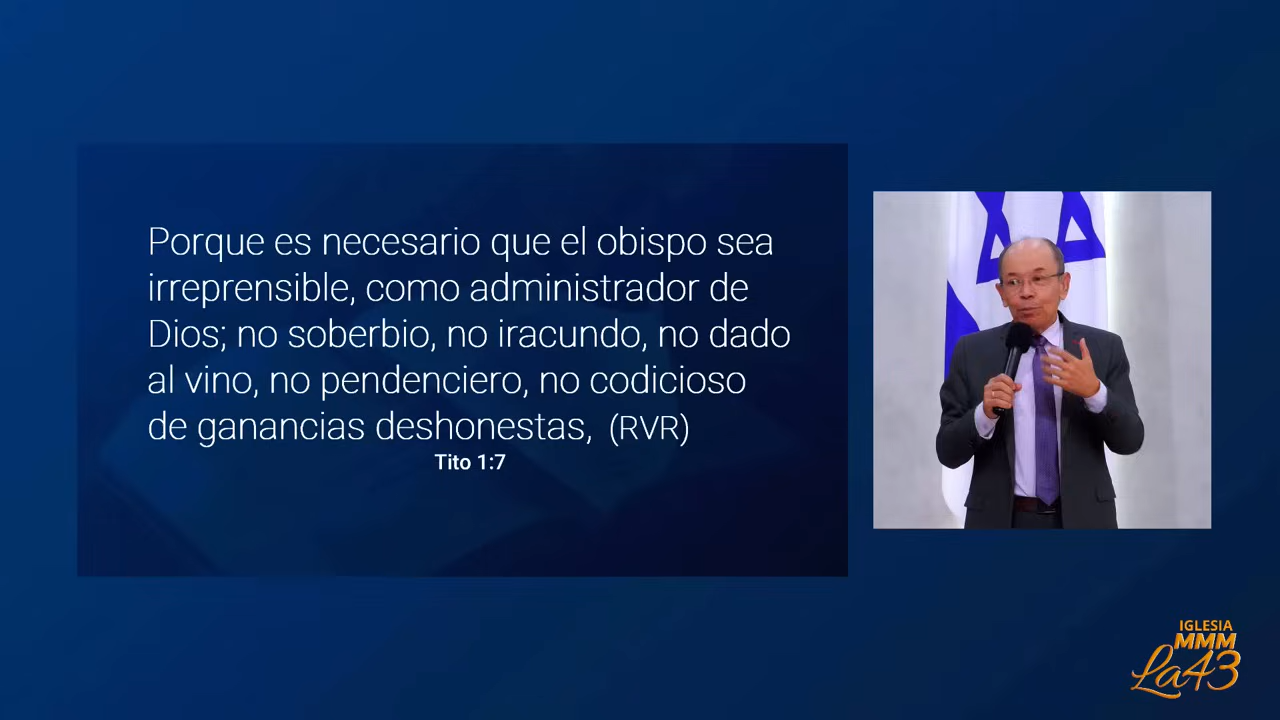 Porque es necesario que el obispo sea
irreprensible, como administrador de
Dios; no soberbio, no iracundo, no dado
al vino, no pendenciero, no codicioso
de ganancias deshonestas, (RVR)
Tito 1:7
IGLESIA
MMM
La43